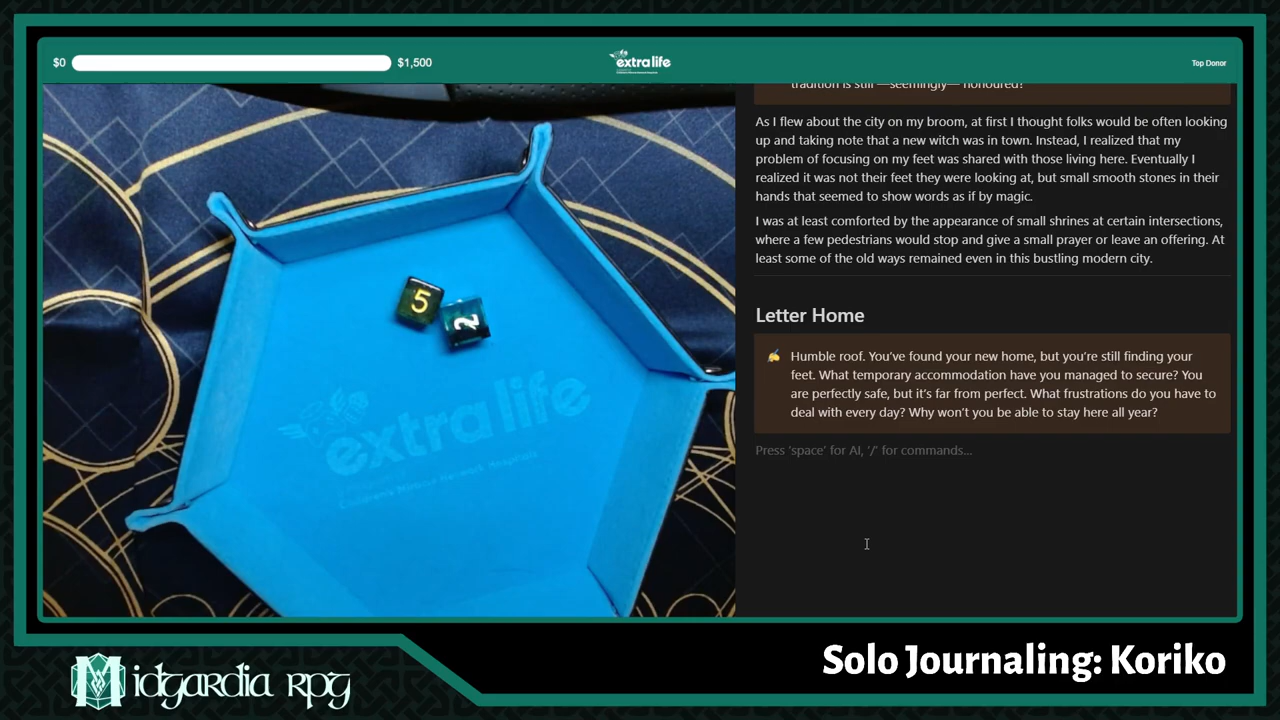 $0
$1,500
extralife
Top Donor
tradition is still —seemingly— honoured?
As I flew about the city on my broom, at first I thought folks would be often looking
up and taking note that a new witch was in town. Instead, I realized that my
problem of focusing on my feet was shared with those living here. Eventually I
realized it was not their feet they were looking at, but small smooth stones in their
hands that seemed to show words as if by magic.
I was at least comforted by the appearance of small shrines at certain intersections,
where a few pedestrians would stop and give a small prayer or leave an offering. At
least some of the old ways remained even in this bustling modern city.
Letter Home
Humble roof. You’ve found your new home, but you’re still finding your
feet. What temporary accommodation have you managed to secure? You
are perfectly safe, but it’s far from perfect. What frustrations do you have to
deal with every day? Why won’t you be able to stay here all year?
Press ‘space’ for AI, ‘/’ for commands...
5
2
extralife
Children's Miracle Network Hospitals
Midgardia RPG
Solo Journaling: Koriko